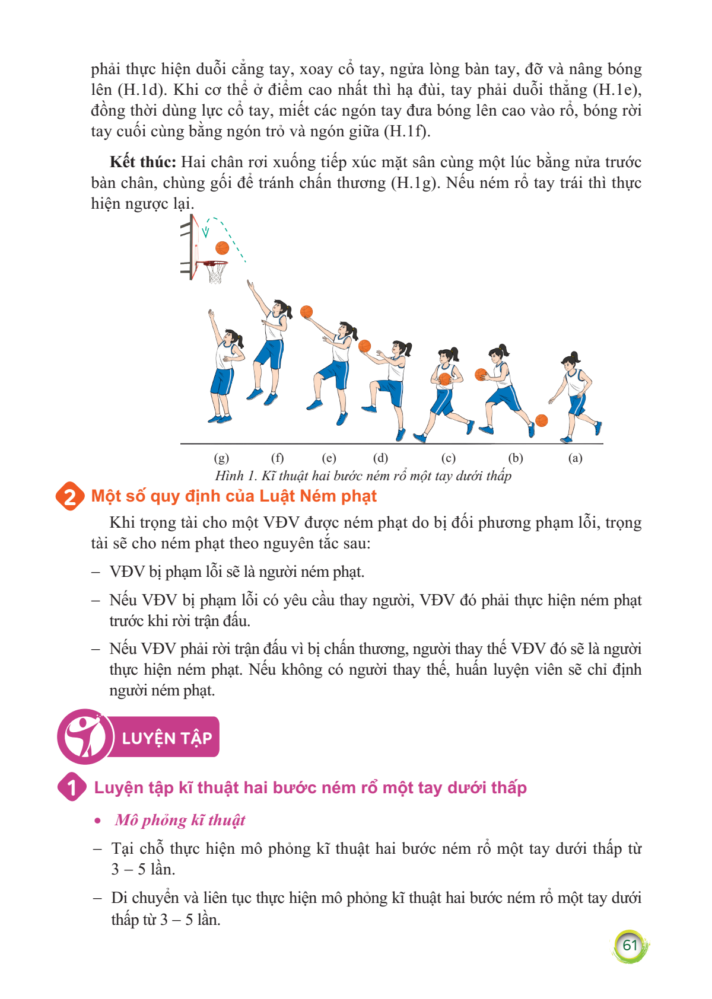 phải thực hiện duỗi cẳng tay, xoay cổ tay, ngửa lòng bàn tay, đỡ và nâng bóng
lên (H.1d). Khi cơ thể ở điểm cao nhất thì hạ đùi, tay phải duỗi thẳng (H.1e),
đồng thời dùng lực cổ tay, miết các ngón tay đưa bóng lên cao vào rổ, bóng rời
tay cuối cùng bằng ngón trỏ và ngón giữa (H.1f).
Kết thúc: Hai chân rơi xuống tiếp xúc mặt sân cùng một lúc bằng nửa trước
bàn chân, chùng gối để tránh chấn thương (H.1g). Nếu ném rổ tay trái thì thực
hiện ngược lại.
(g) (f) (e) (d) (c) (b) (a)
Hình 1. Kĩ thuật hai bước ném rổ một tay dưới thấp
2 Một số quy định của Luật Ném phạt
Khi trọng tài cho một VĐV được ném phạt do bị đối phương phạm lỗi, trọng
tài sẽ cho ném phạt theo nguyên tắc sau:
– VĐV bị phạm lỗi sẽ là người ném phạt.
– Nếu VĐV bị phạm lỗi có yêu cầu thay người, VĐV đó phải thực hiện ném phạt
trước khi rời trận đấu.
– Nếu VĐV phải rời trận đấu vì bị chấn thương, người thay thế VĐV đó sẽ là người
thực hiện ném phạt. Nếu không có người thay thế, huấn luyện viên sẽ chỉ định
người ném phạt.
LUYỆN TẬP
1 Luyện tập kĩ thuật hai bước ném rổ một tay dưới thấp
• Mô phỏng kĩ thuật
– Tại chỗ thực hiện mô phỏng kĩ thuật hai bước ném rổ một tay dưới thấp từ
3 – 5 lần.
– Di chuyển và liên tục thực hiện mô phỏng kĩ thuật hai bước ném rổ một tay dưới
thấp từ 3 – 5 lần.
61